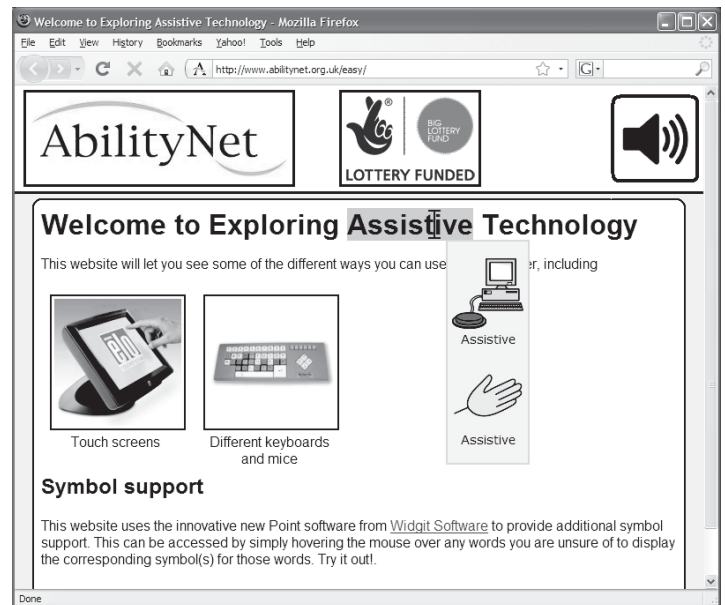 Welcome to Exploring Assistive Technology - Mozilla Firefox
File Edit View History Bookmarks Yahoo! Tools Help
http://www.abilitynet.org.uk/easy/
G
AbilityNet
BIG
LOTTERY
FUND
LOTTERY FUNDED
Welcome to Exploring Assistive Technology
This website will let you see some of the different ways you can use er, including
elo
Assistive
Assistive
Touch screens
Different keyboards
and mice
Symbol support
This website uses the innovative new Point software from Widgit Software to provide additional symbol
support. This can be accessed by simply hovering the mouse over any words you are unsure of to display
the corresponding symbol(s) for those words. Try it out!.
Done